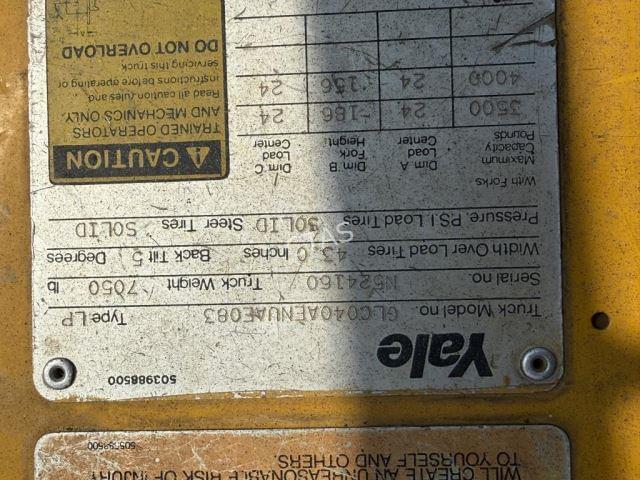 Yale
503988500
Truck Model no. GLC040AENUAE083 Type LP
Serial no. N524160 Truck Weight 7050 lb
Width Over Load Tires 43.0 Inches Back Tilt 5 Degrees
Pressure, P.S.I. Load Tires SOLID Steer Tires SOLID
With Forks
Maximum Capacity Pounds Dim A Load Center Dim B Fork Height Dim C Load Center
3500 24 -186 24
4000 24 156 24
CAUTION
TRAINED OPERATORS
AND MECHANICS ONLY
Read all caution rules and
instructions before operating or
servicing this truck
DO NOT OVERLOAD
505598500
WILL CREATE AN UNREASONABLE RISK OF INJURY
TO YOURSELF AND OTHERS.